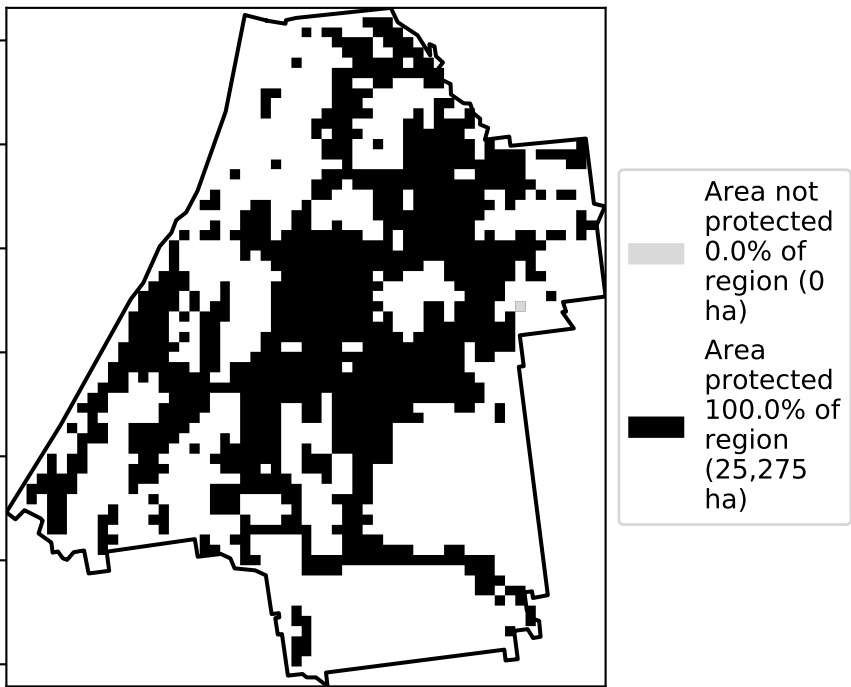 Area not
protected
0.0% of
region (0
ha)
Area
protected
100.0% of
region
(25,275
ha)